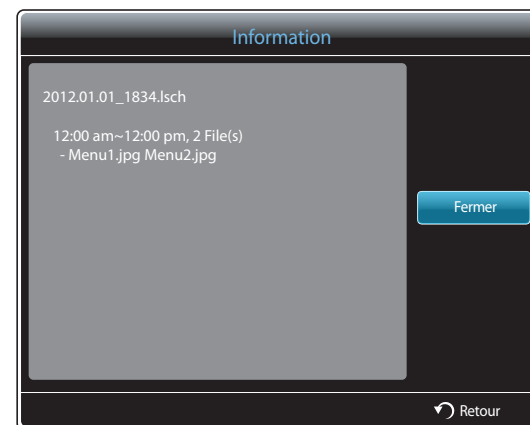 Information
2012.01.01_1834.lsch
12:00 am~12:00 pm, 2 File(s)
- Menu1.jpg Menu2.jpg
Fermer
Retour